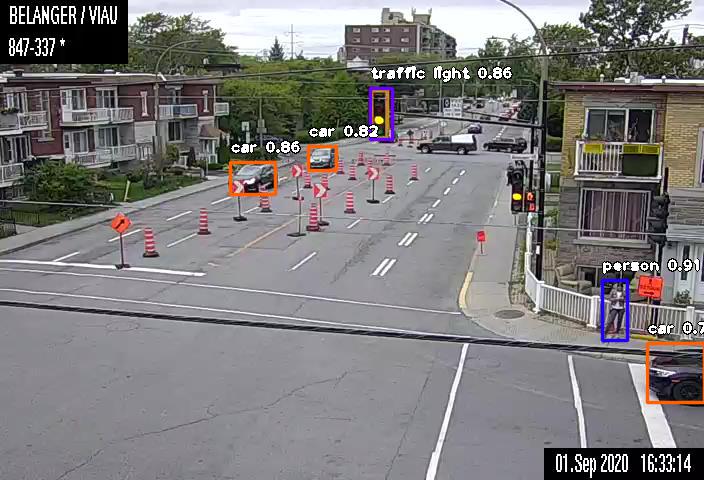 BELANGER / VIAU
847-337 *
traffic light 0.86
car 0.82
car 0.86
person 0.91
car 0.7
01.Sep 2020 16:33:14